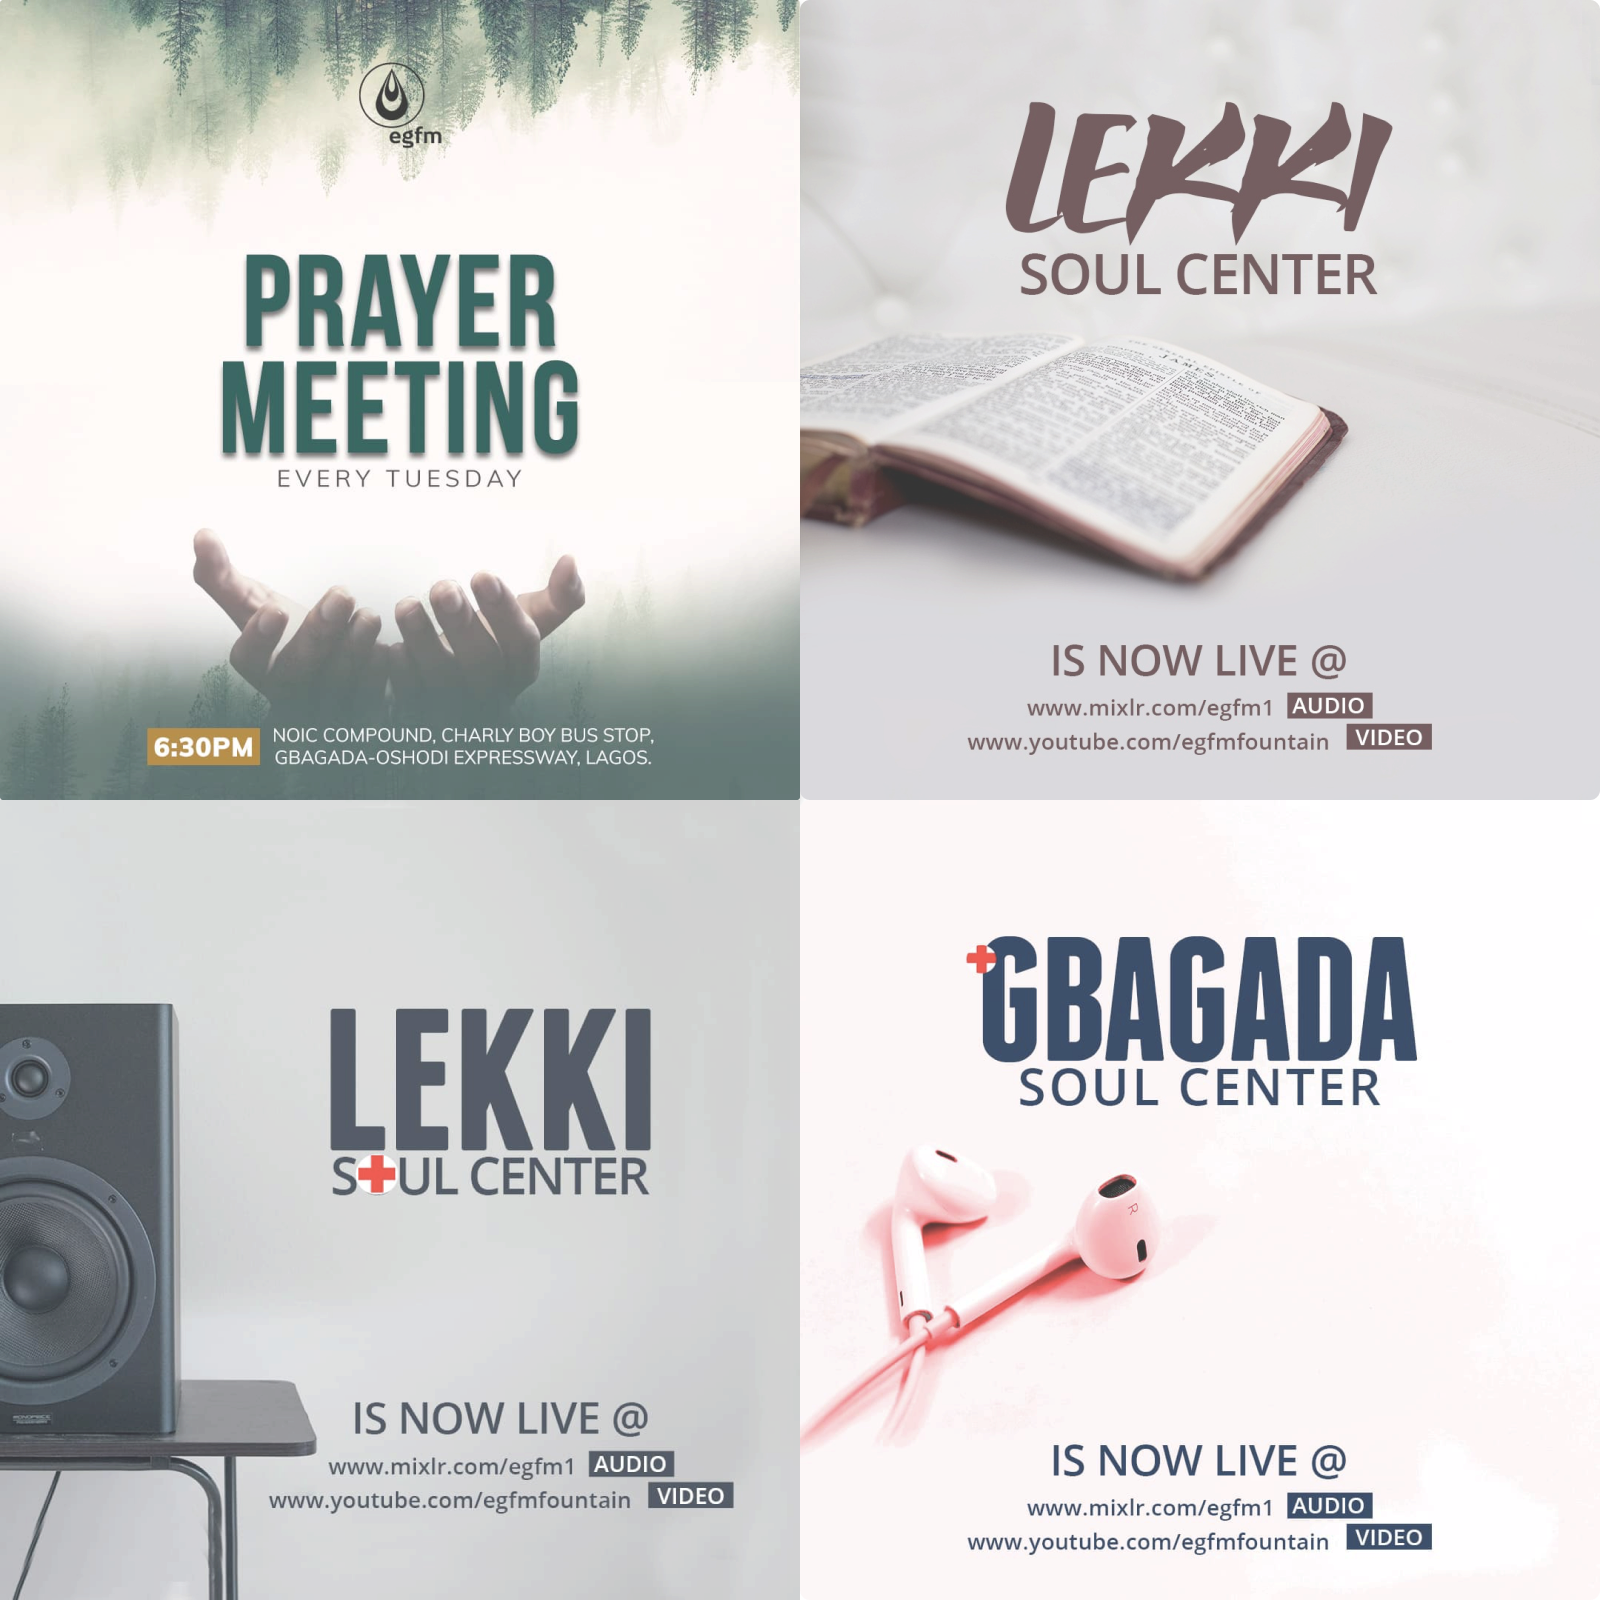 egfm
PRAYER
MEETING
EVERY TUESDAY
6:30PM
NOIC COMPOUND, CHARLY BOY BUS STOP,
GBAGADA-OSHODI EXPRESSWAY, LAGOS.
LEKKI
SOUL CENTER
JAMES
IS NOW LIVE @
www.mixlr.com/egfm1 AUDIO
www.youtube.com/egfmfountain VIDEO
LEKKI
SOUL CENTER
IS NOW LIVE @
www.mixlr.com/egfm1 AUDIO
www.youtube.com/egfmfountain VIDEO
GBAGADA
SOUL CENTER
R
IS NOW LIVE @
www.mixlr.com/egfm1 AUDIO
www.youtube.com/egfmfountain VIDEO